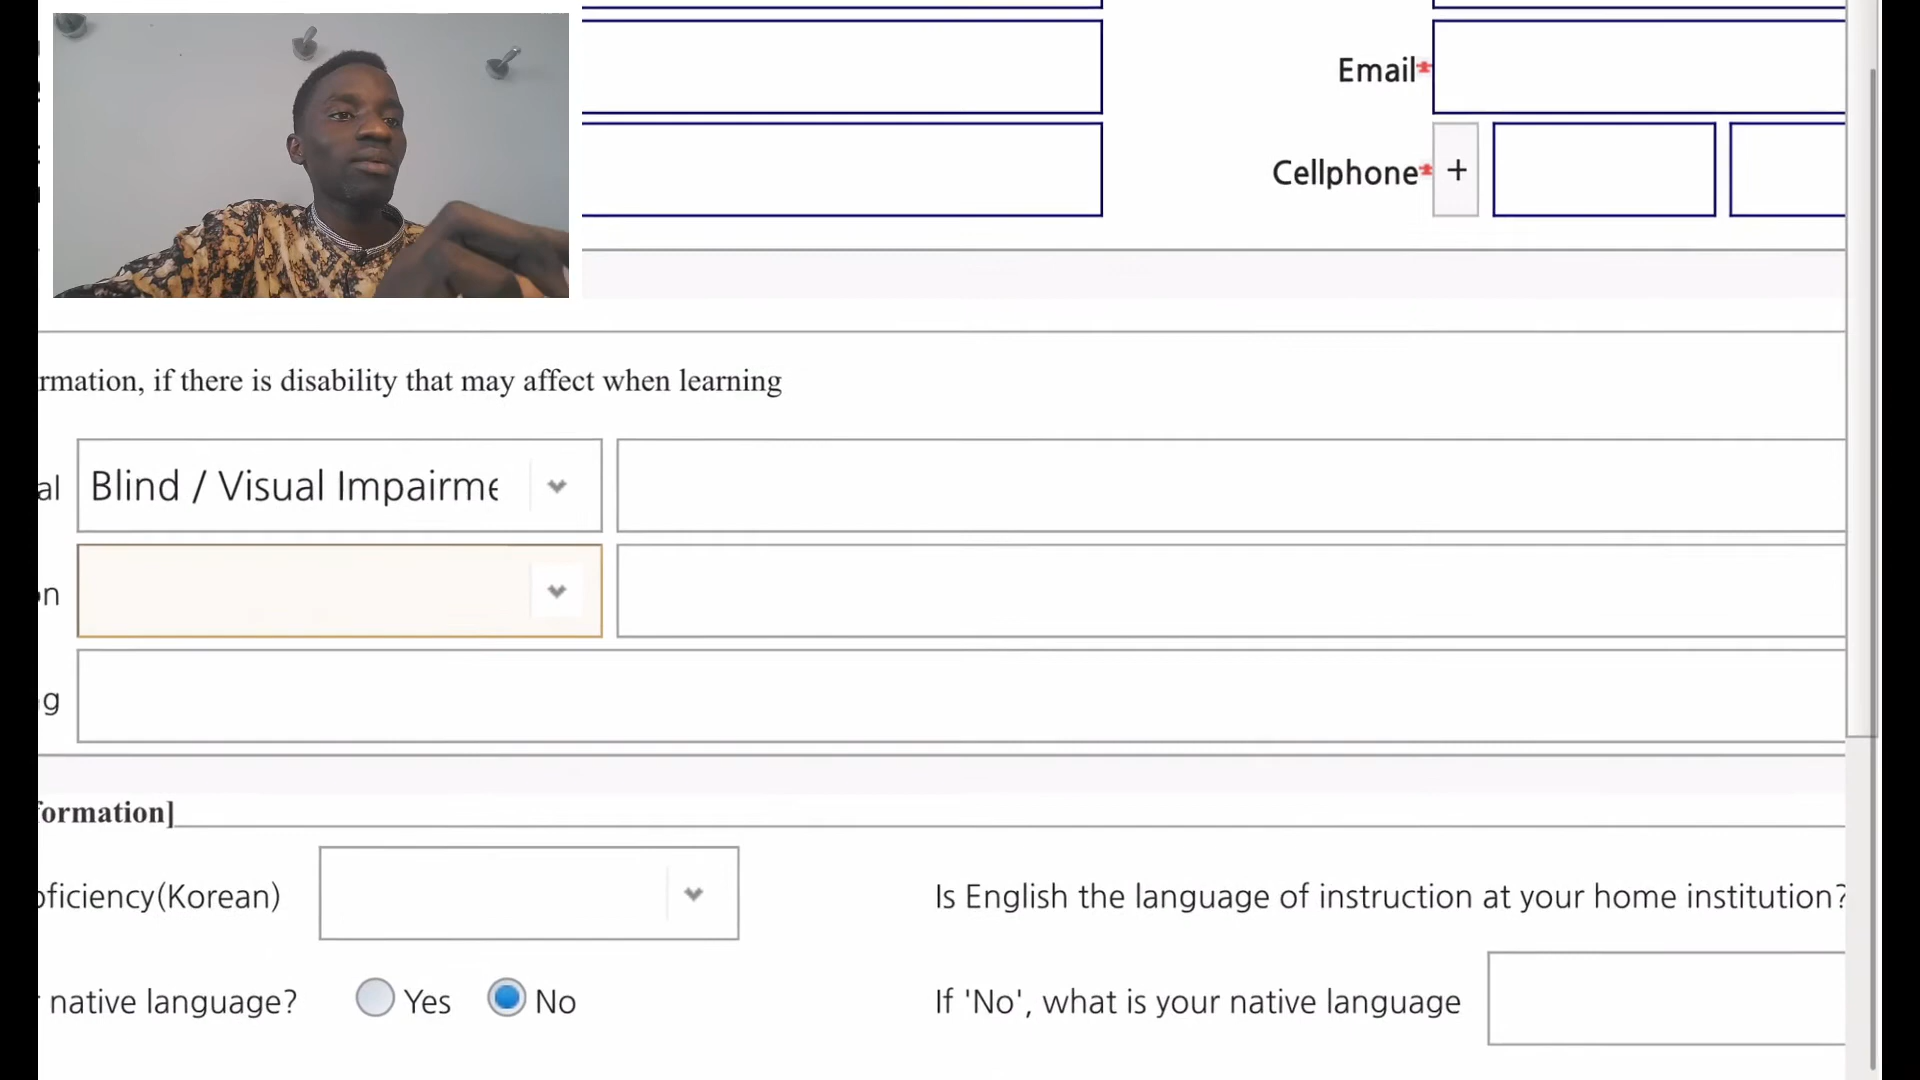 Email*
Cellphone* +
rmation, if there is disability that may affect when learning
al Blind / Visual Impairme
n
g
formation]
oficiency(Korean) Is English the language of instruction at your home institution?
native language? Yes No If 'No', what is your native language